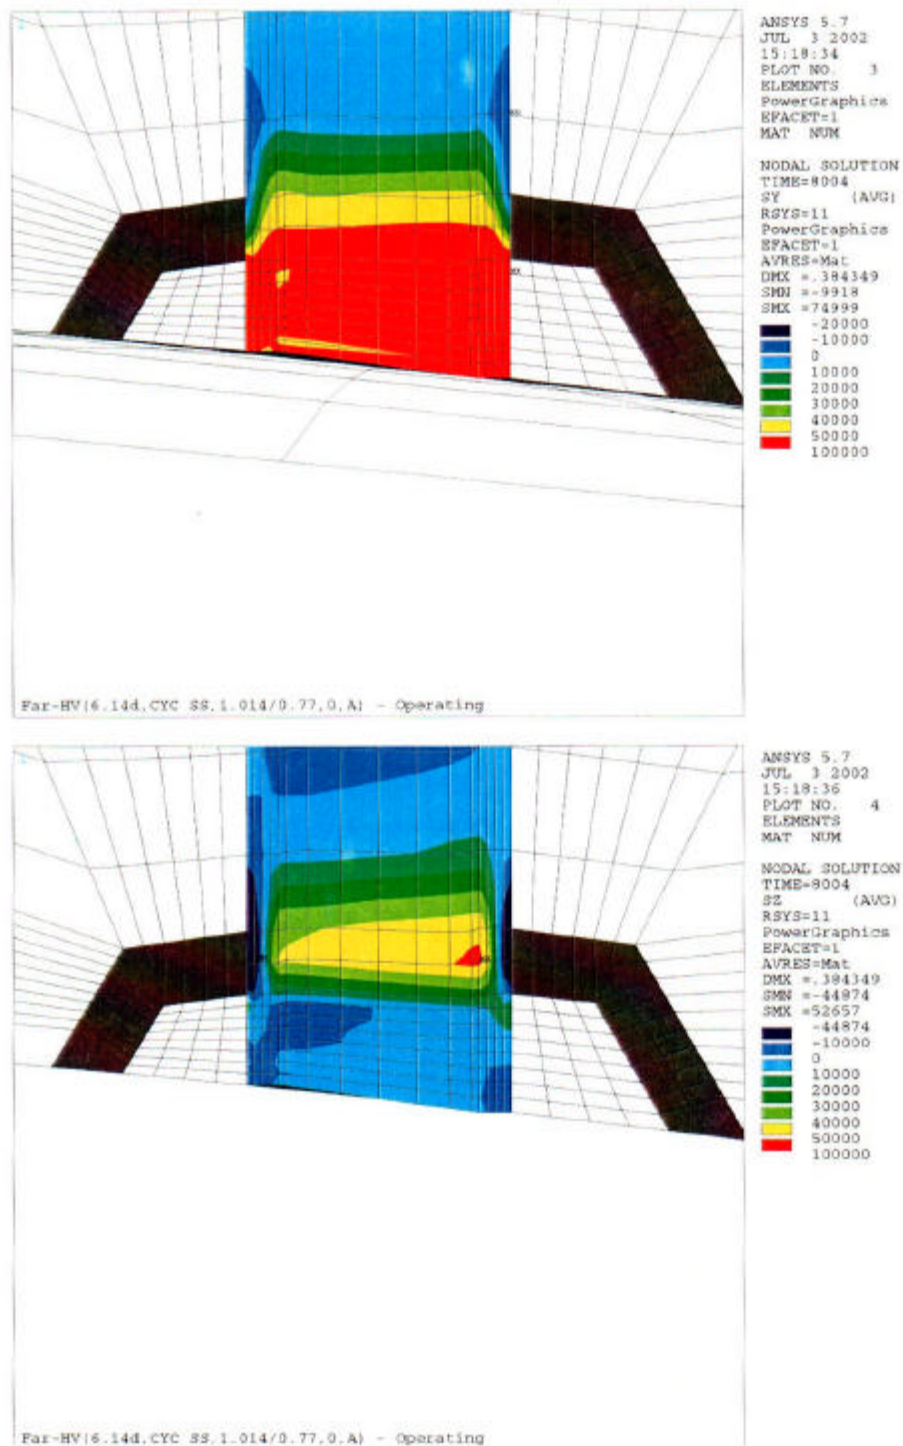 1
ANSYS 5.7
JUL 3 2002
15:18:34
PLOT NO. 3
ELEMENTS
PowerGraphics
EFACET=1
MAT NUM
NODAL SOLUTION
TIME=8004
SY (AVG)
RSYS=11
PowerGraphics
EFACET=1
AVRES=Mat
DMX =.384349
SMN =-9918
SMX =74999
-20000
-10000
0
10000
20000
30000
40000
50000
100000
Far-HV(6.14d,CYC SS,1.014/0.77,0,A) - Operating
1
ANSYS 5.7
JUL 3 2002
15:18:36
PLOT NO. 4
ELEMENTS
MAT NUM
NODAL SOLUTION
TIME=8004
SZ (AVG)
RSYS=11
PowerGraphics
EFACET=1
AVRES=Mat
DMX =.384349
SMN =-44874
SMX =52657
-44874
-10000
0
10000
20000
30000
40000
50000
100000
Far-HV(6.14d,CYC SS,1.014/0.77,0,A) - Operating